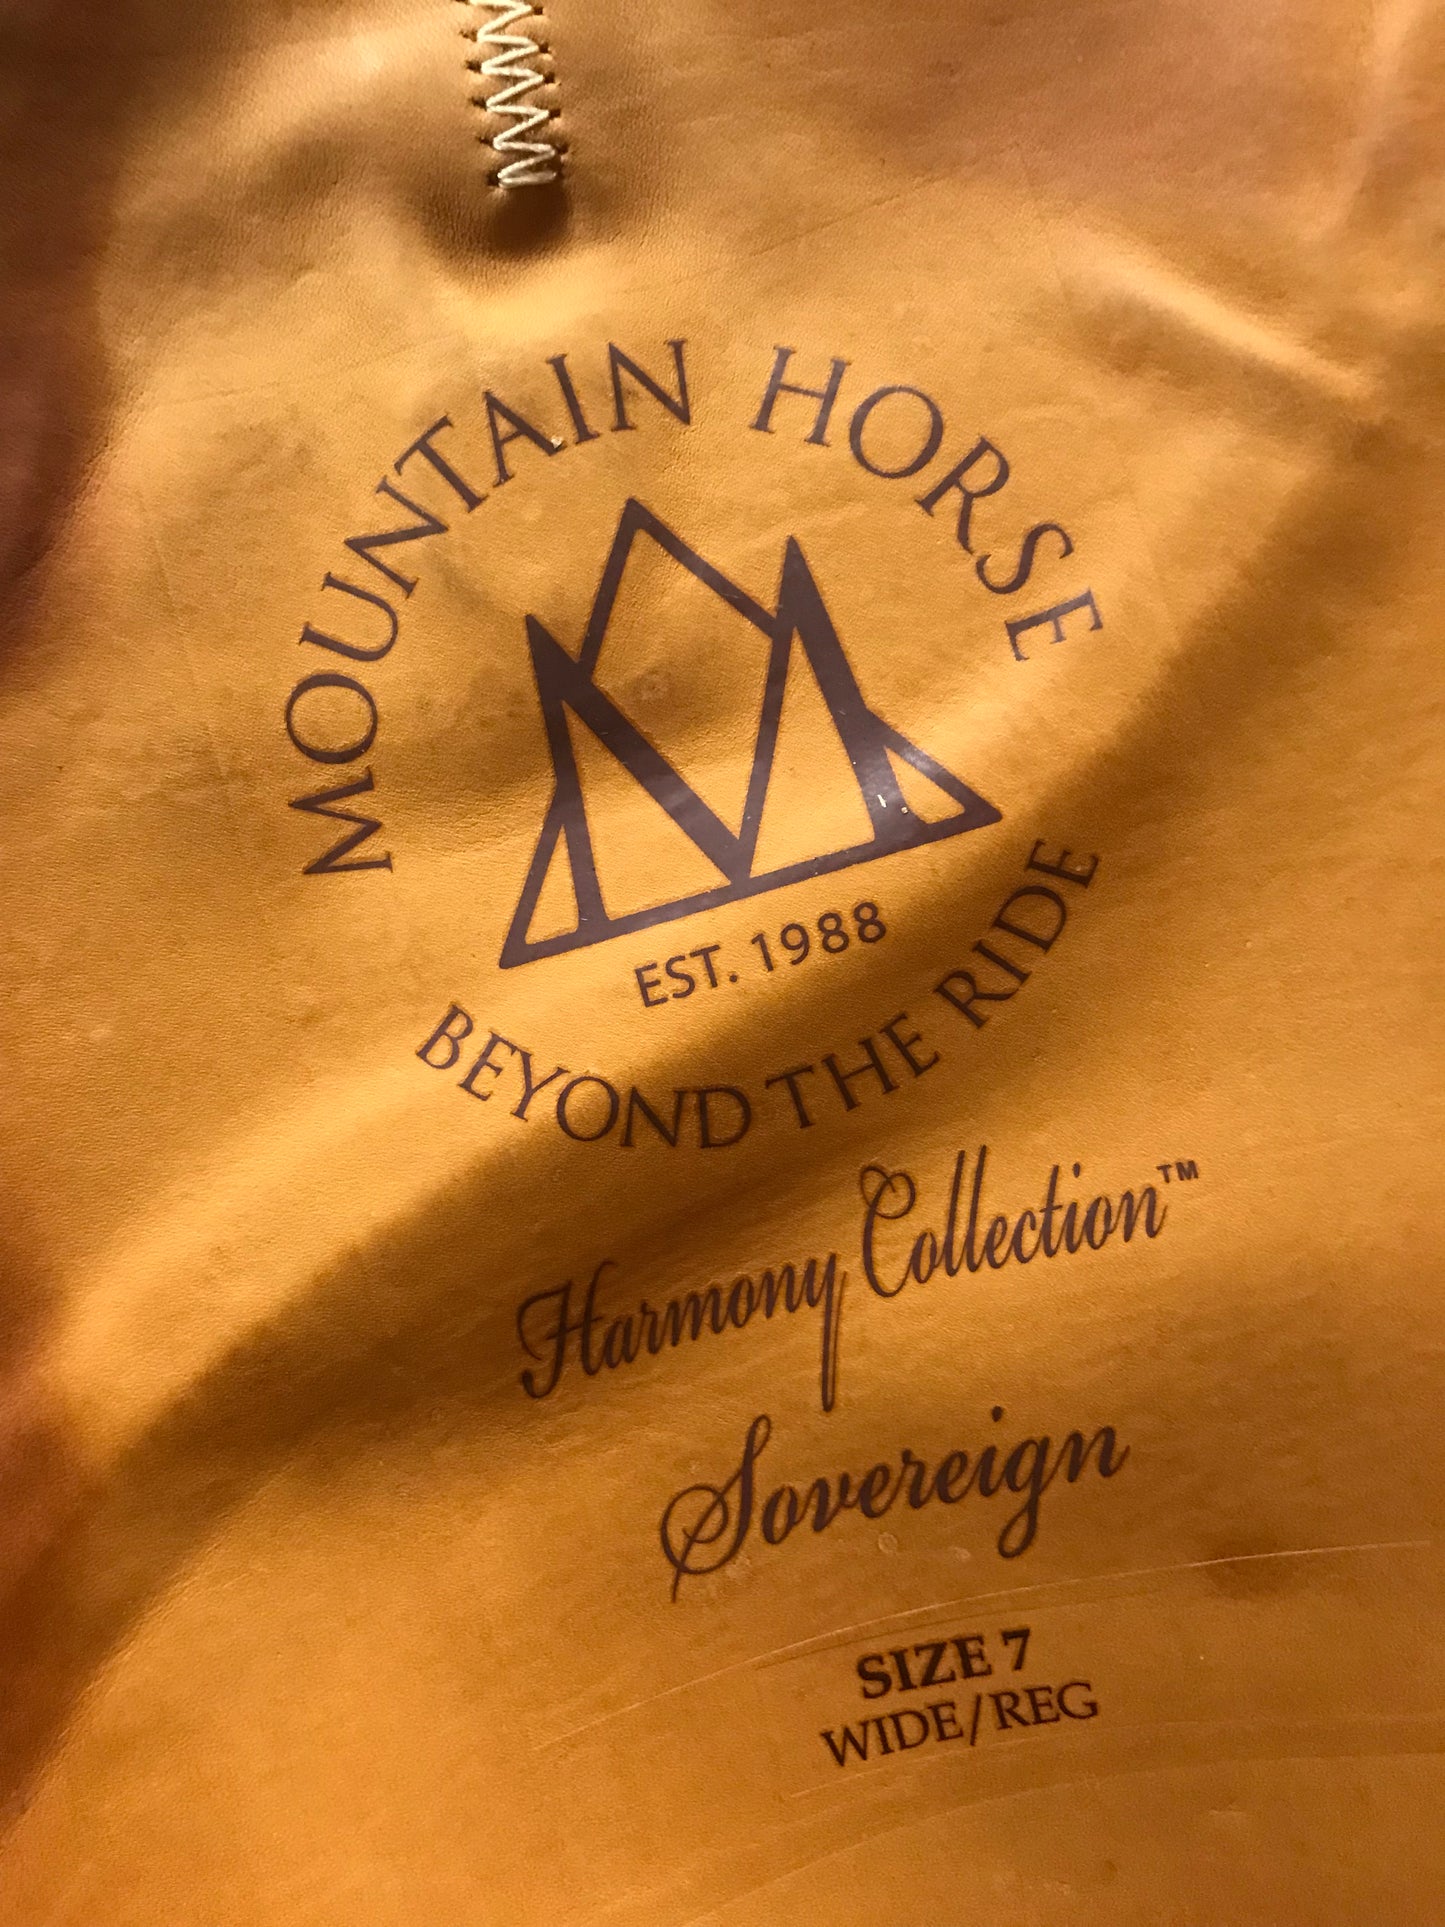 MOUNTAIN HORSE
EST. 1988
BEYOND THE RIDE
Harmony Collection™
Sovereign
SIZE 7
WIDE/REG